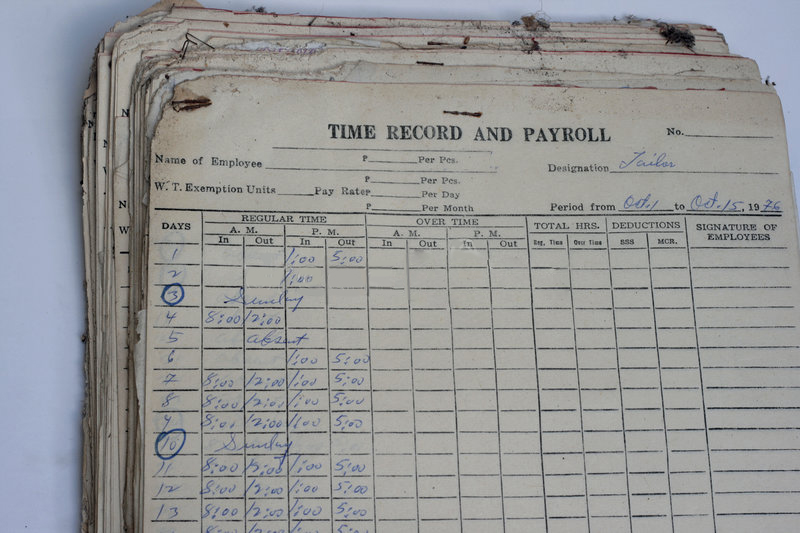 TIME RECORD AND PAYROLL No.
Name of Employee P Per Pcs. Designation Tailor
P Per Pcs.
W. T. Exemption Units Pay Rate P Per Day
P Per Month Period from Oct. 1 to Oct. 15, 1976
DAYS REGULAR TIME OVER TIME TOTAL HRS. DEDUCTIONS SIGNATURE OF EMPLOYEES
A. M. P. M. A. M. P. M.
In Out In Out In Out In Out Reg. Time Over Time SSS MCR.
1 1:00 5:00
2 1:00
3 Sunday
4 8:00 12:00
5 absent
6 1:00 5:00
7 8:00 12:00 1:00 5:00
8 8:00 12:00 1:00 5:00
9 8:00 12:00 1:00 5:00
10 Sunday
11 8:00 12:00 1:00 5:00
12 8:00 12:00 1:00 5:00
13 8:00 12:00 1:00 5:00